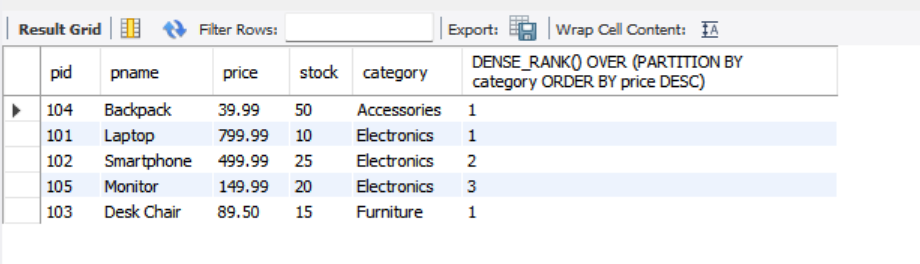 Result Grid Filter Rows: Export: Wrap Cell Content: IA
pid pname price stock category DENSE_RANK() OVER (PARTITION BY
category ORDER BY price DESC)
104 Backpack 39.99 50 Accessories 1
101 Laptop 799.99 10 Electronics 1
102 Smartphone 499.99 25 Electronics 2
105 Monitor 149.99 20 Electronics 3
103 Desk Chair 89.50 15 Furniture 1